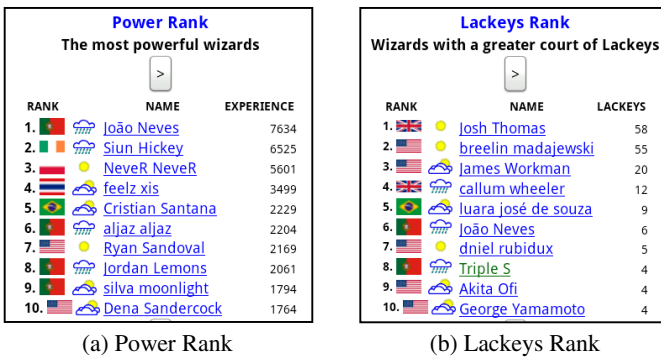 Power Rank
The most powerful wizards
>
RANK NAME EXPERIENCE
1. João Neves 7634
2. Siun Hickey 6525
3. NeveR NeveR 5601
4. feelz xis 3499
5. Cristian Santana 2229
6. aljaz aljaz 2204
7. Ryan Sandoval 2169
8. Jordan Lemons 2061
9. silva moonlight 1794
10. Dena Sandercock 1764
(a) Power Rank
Lackeys Rank
Wizards with a greater court of Lackeys
>
RANK NAME LACKEYS
1. Josh Thomas 58
2. breelin madajewski 55
3. James Workman 20
4. callum wheeler 12
5. luara josé de souza 9
6. João Neves 6
7. dniel rubidux 5
8. Triple S 4
9. Akita Ofi 4
10. George Yamamoto 4
(b) Lackeys Rank